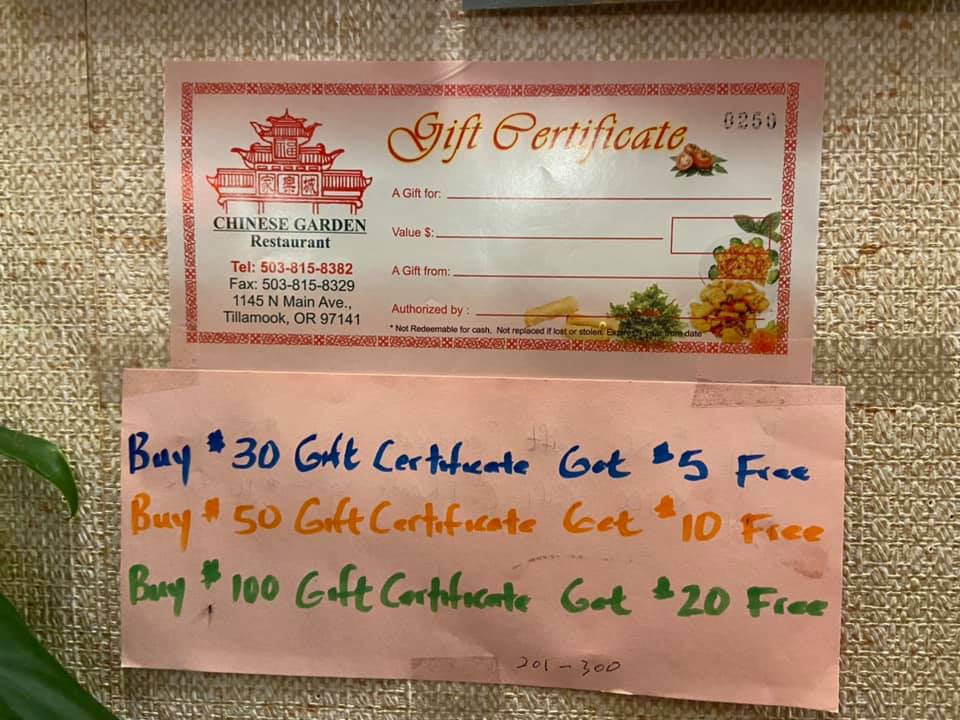 Gift Certificate
0250
CHINESE GARDEN
Restaurant
Tel: 503-815-8382
Fax: 503-815-8329
1145 N Main Ave.,
Tillamook, OR 97141
A Gift for:
Value $:
A Gift from:
Authorized by :
* Not Redeemable for cash, Not replaced if lost or stolen. from date
Buy $30 Gift Certificate Get $5 Free
Buy $50 Gift Certificate Get $10 Free
Buy $100 Gift Certificate Get $20 Free
201 - 300